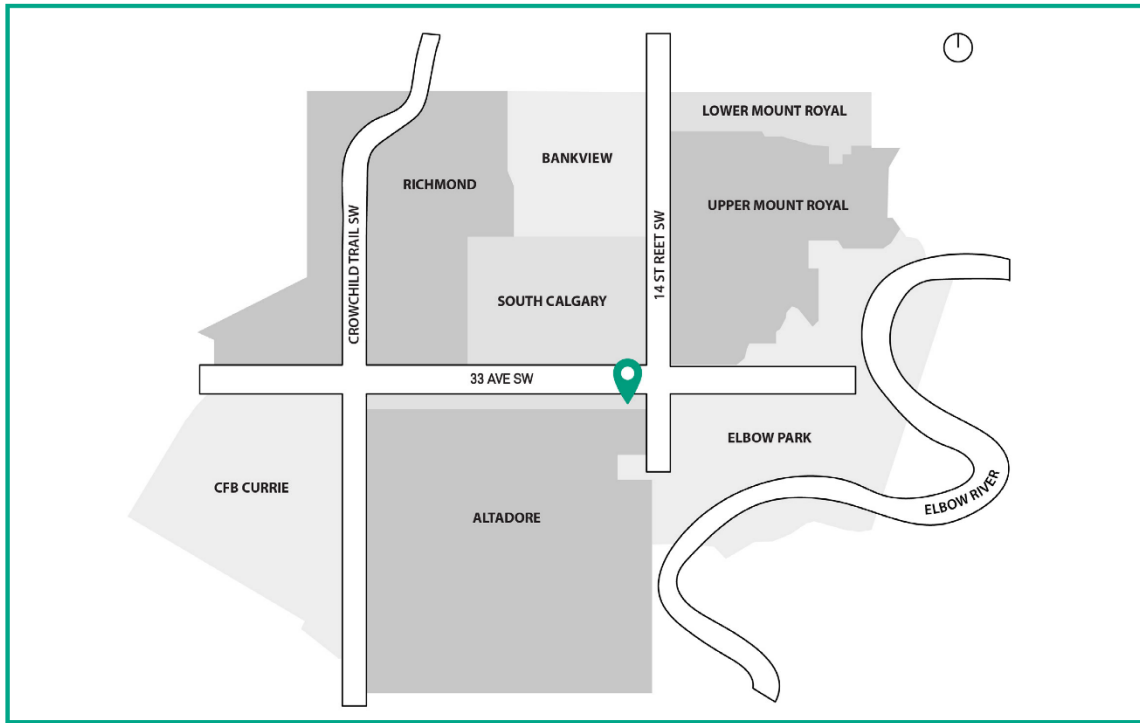 LOWER MOUNT ROYAL
BANKVIEW
RICHMOND
UPPER MOUNT ROYAL
CROWCHILD TRAIL SW
14 ST REET SW
SOUTH CALGARY
33 AVE SW
ELBOW PARK
CFB CURRIE
ELBOW RIVER
ALTADORE